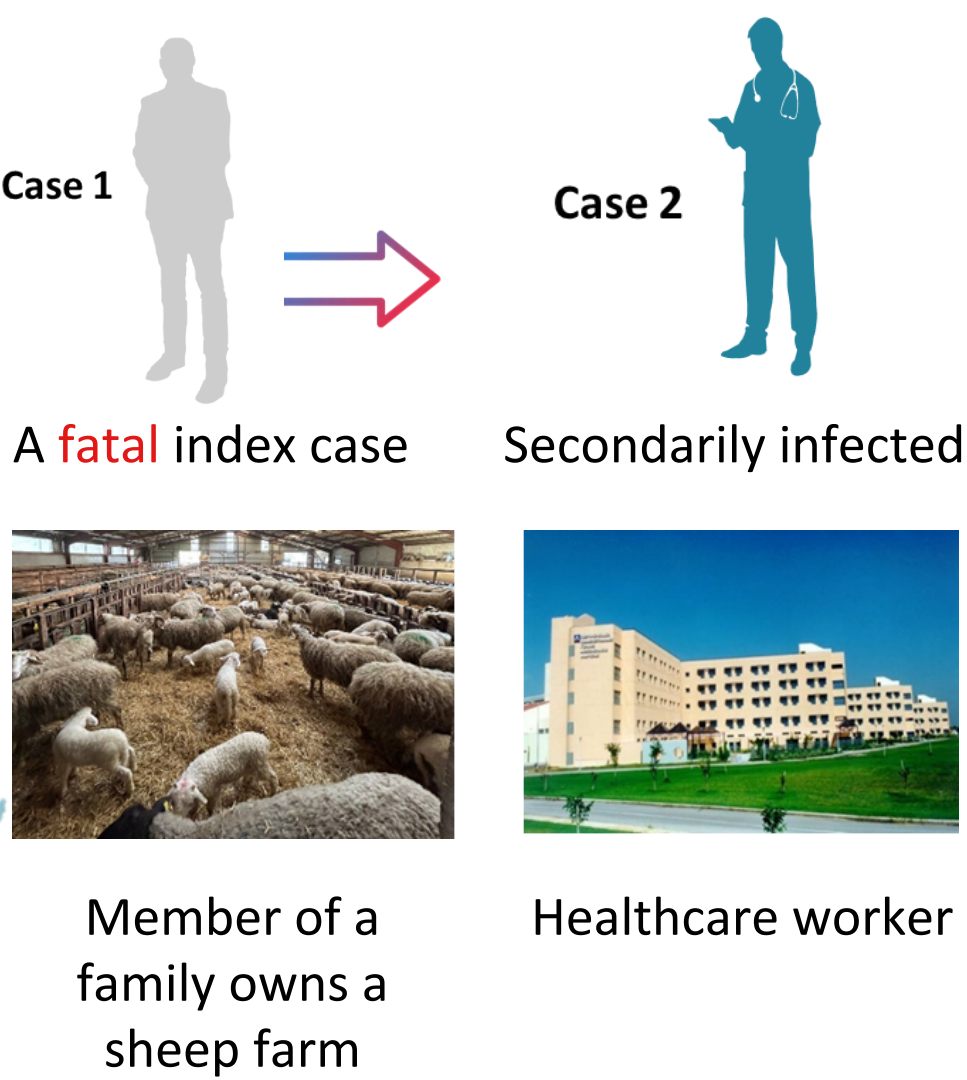 Case 1
Case 2
A fatal index case
Secondarily infected
Member of a
family owns a
sheep farm
Healthcare worker